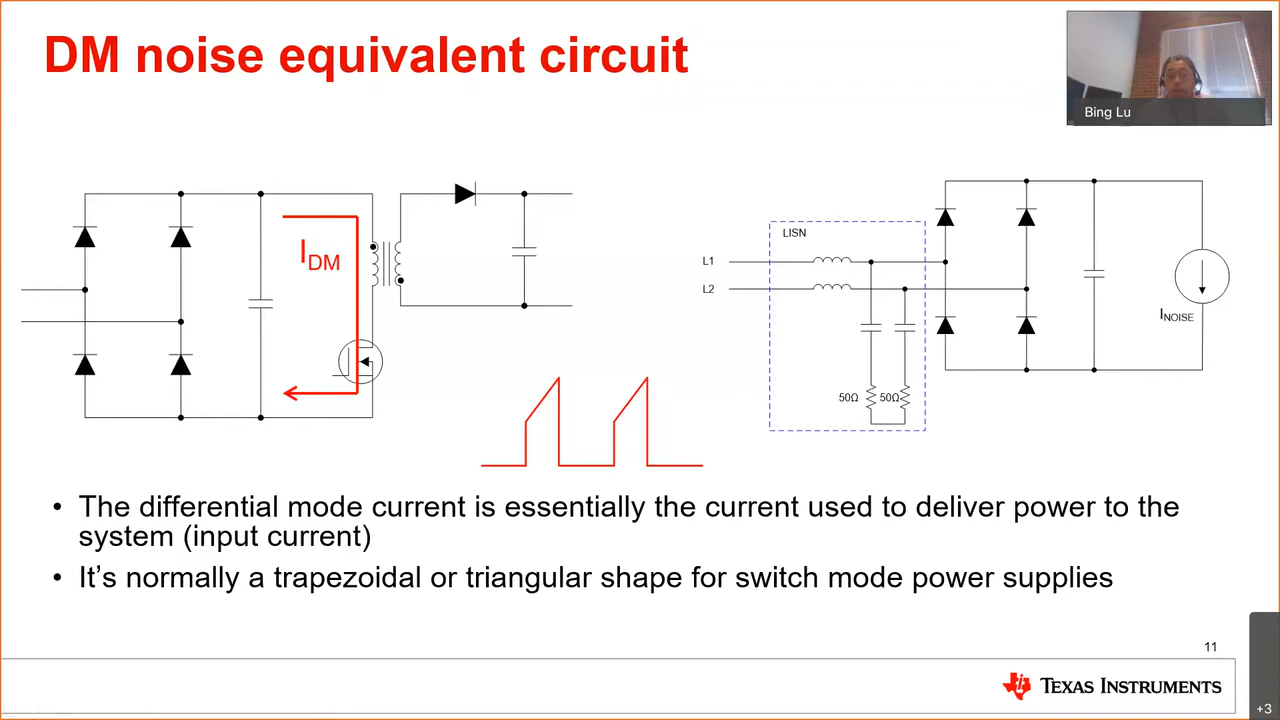 DM noise equivalent circuit
Bing Lu
I_DM
LISN
L1
L2
50Ω 50Ω
I_NOISE
• The differential mode current is essentially the current used to deliver power to the
system (input current)
• It’s normally a trapezoidal or triangular shape for switch mode power supplies
11
TEXAS INSTRUMENTS
+3